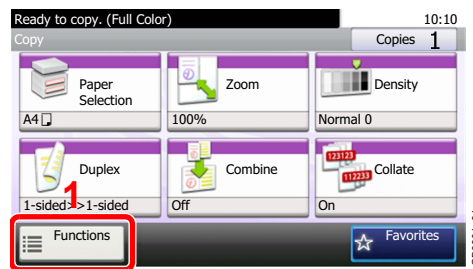 Ready to copy. (Full Color)
10:10
Copy
Copies 1
Paper
Selection
Zoom
Density
A4
100%
Normal 0
123123
112233
Duplex
Combine
Collate
1
1-sided>>1-sided
Off
On
Functions
Favorites